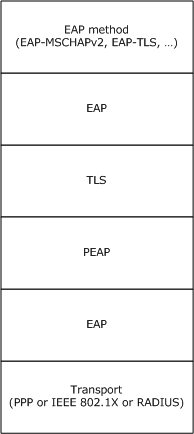 EAP method
(EAP-MSCHAPv2, EAP-TLS, ...)
EAP
TLS
PEAP
EAP
Transport
(PPP or IEEE 802.1X or RADIUS)